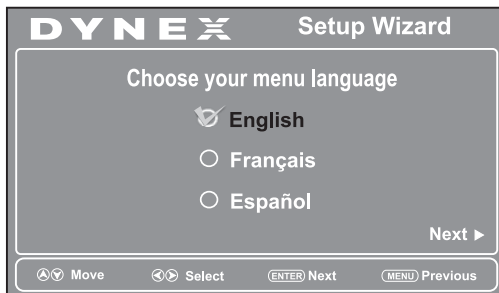 DYNEX Setup Wizard
Choose your menu language
English
Français
Español
Next ▶
Move Select ENTER Next MENU Previous